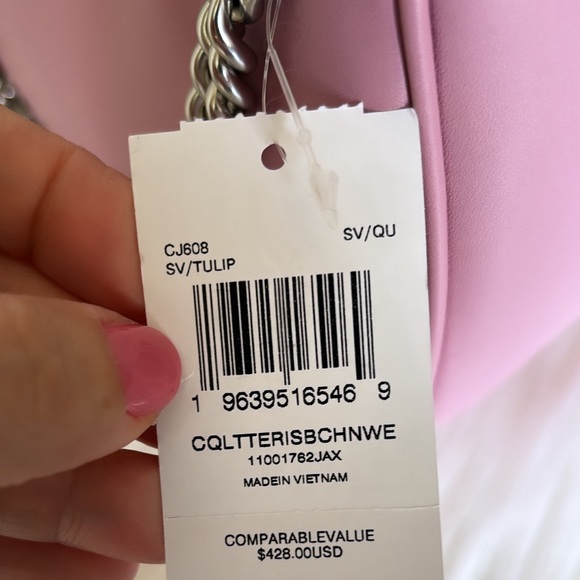 CJ608
SV/TULIP
SV/QU
1 9639516546 9
CQLTTERISBCHNWE
11001762JAX
MADEIN VIETNAM
COMPARABLEVALUE
$428.00USD